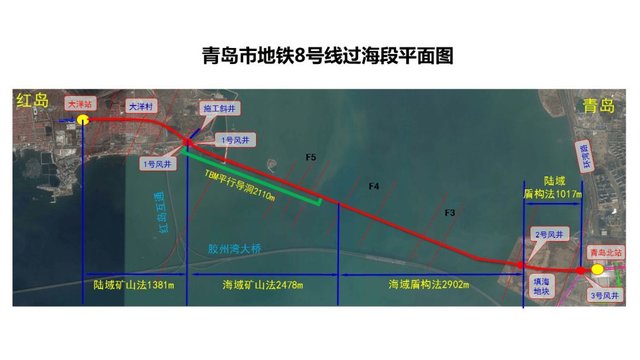 青岛市地铁8号线过海段平面图
红岛
大洋站
大洋村
施工斜井
1号风井
1号风井
TBM平行导洞2110m
F5
F4
F3
青岛
环湾路
陆域
盾构法1017m
红岛互通
胶州湾大桥
2号风井
青岛北站
填海
地块
3号风井
陆域矿山法1381m
海域矿山法2478m
海域盾构法2902m